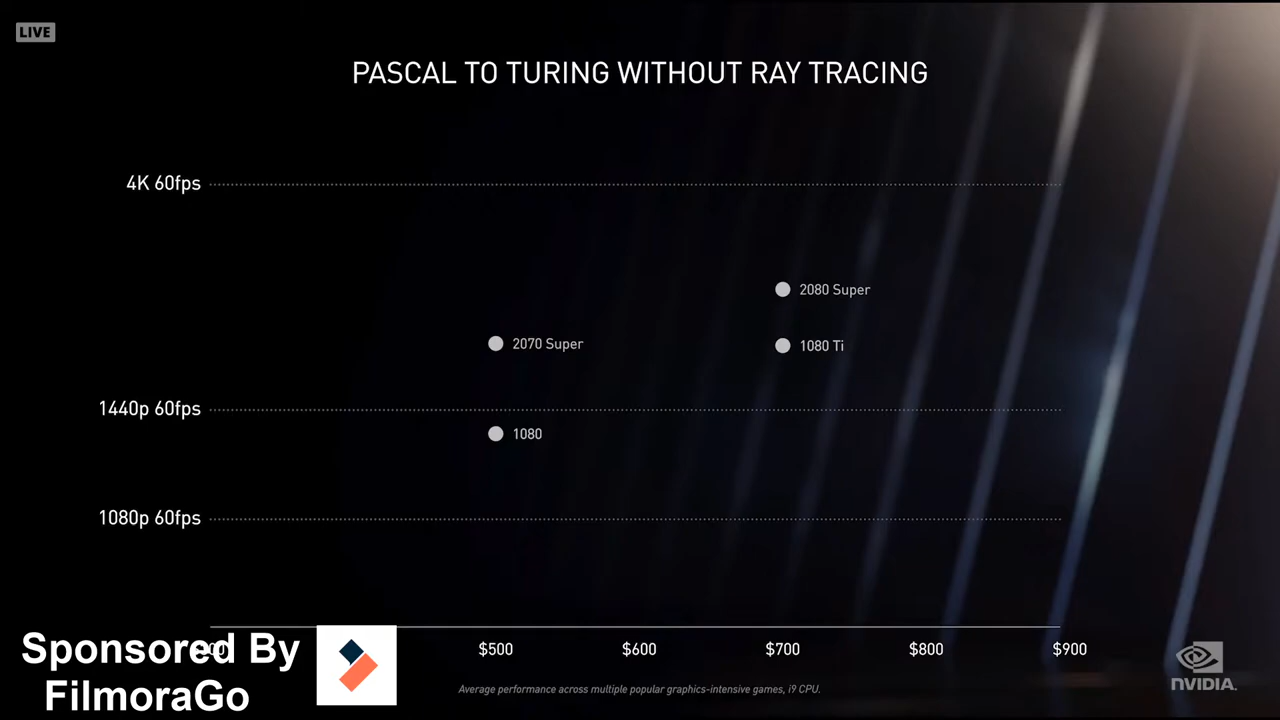 LIVE
PASCAL TO TURING WITHOUT RAY TRACING
4K 60fps
2080 Super
2070 Super
1080 Ti
1440p 60fps
1080
1080p 60fps
$500 $600 $700 $800 $900
Sponsored By
FilmoraGo
Average performance across multiple popular graphics-intensive games, i9 CPU.
NVIDIA.